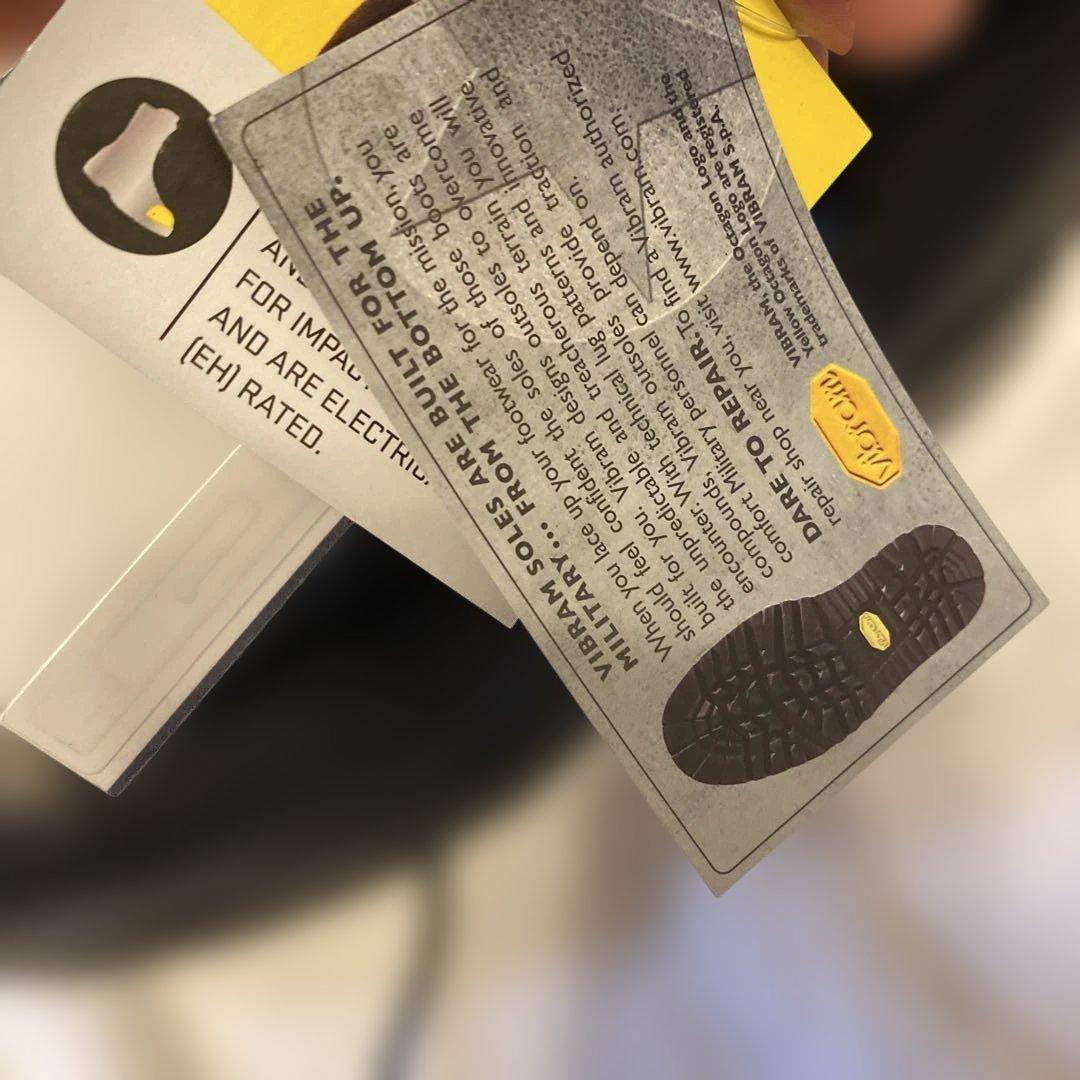 AN
FOR IMPAC
AND ARE ELECTRIC
(EH) RATED.
VIBRAM SOLES ARE BUILT FOR THE
MILITARY... FROM THE BOTTOM UP.
When you lace up your footwear for the mission, you
should feel confident the soles of those boots are
built for you. Vibram designs outsoles to overcome
the unpredictable and treacherous terrain you will
encounter. With technical lug patterns and innovative
compounds, Vibram outsoles provide traction and
comfort Military personnel can depend on.
DARE TO REPAIR. To find a Vibram authorized
repair shop near you, visit www.vibram.com.
VIBRAM, the Octagon Logo and the
Yellow Octagon Logo are registered
trademarks of VIBRAM S.p.A.
vibram
vibram